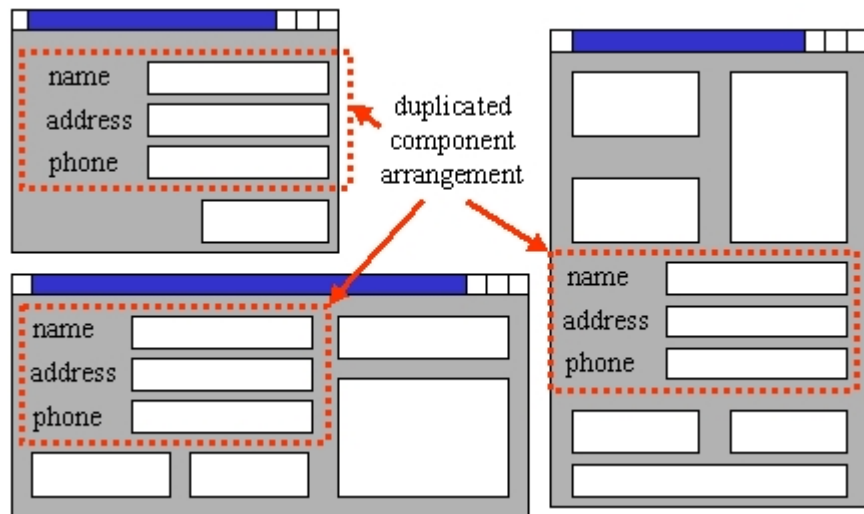 name
address
phone
duplicated
component
arrangement
name
address
phone
name
address
phone